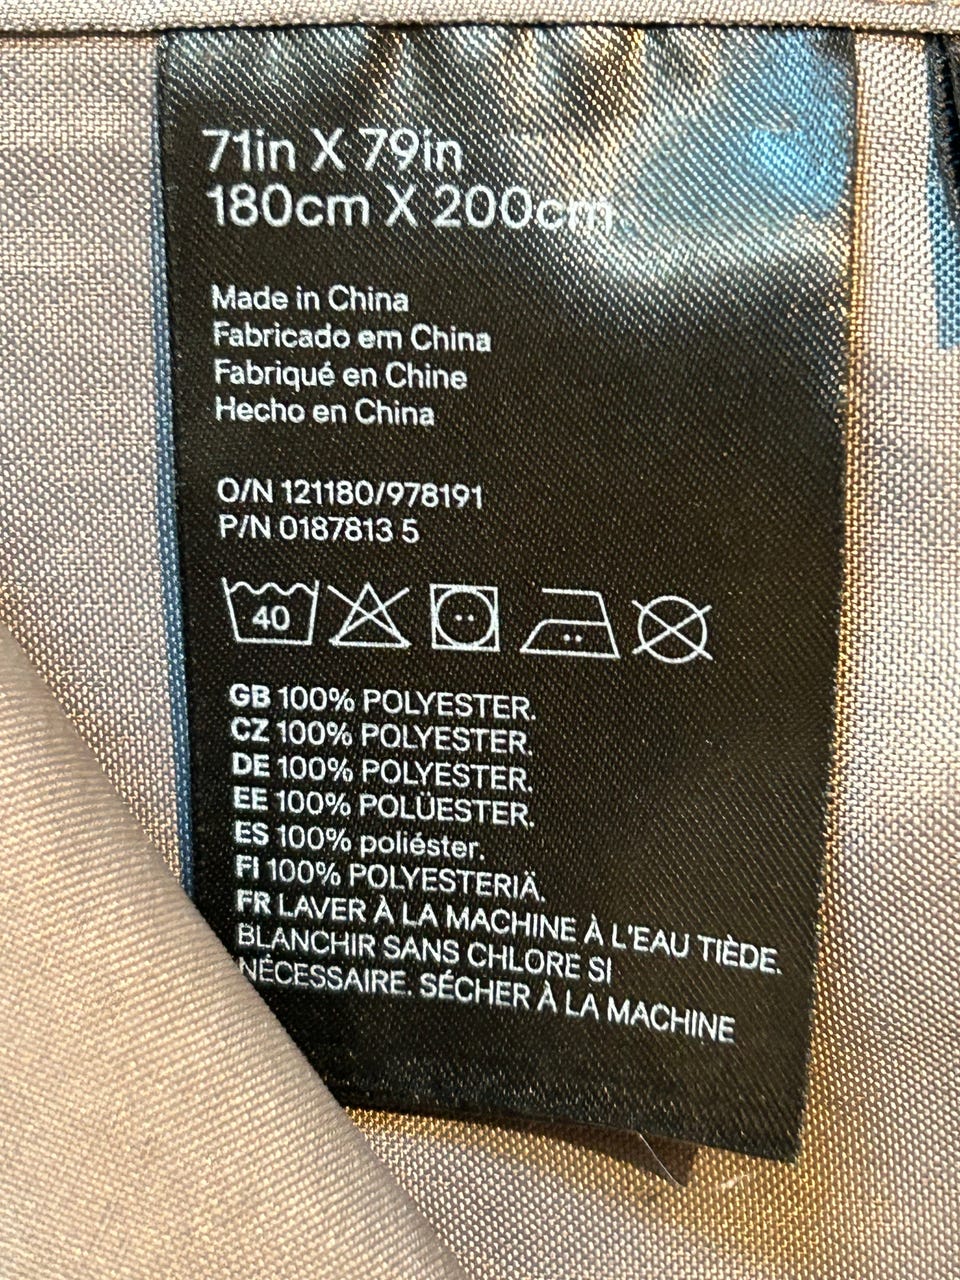 71in X 79in
180cm X 200cm
Made in China
Fabricado em China
Fabriqué en Chine
Hecho en China
O/N 121180/978191
P/N 0187813 5
40
GB 100% POLYESTER.
CZ 100% POLYESTER.
DE 100% POLYESTER.
EE 100% POLÜESTER.
ES 100% poliéster.
FI 100% POLYESTERIÄ.
FR LAVER À LA MACHINE À L'EAU TIÈDE.
BLANCHIR SANS CHLORE SI
NÉCESSAIRE. SÉCHER À LA MACHINE